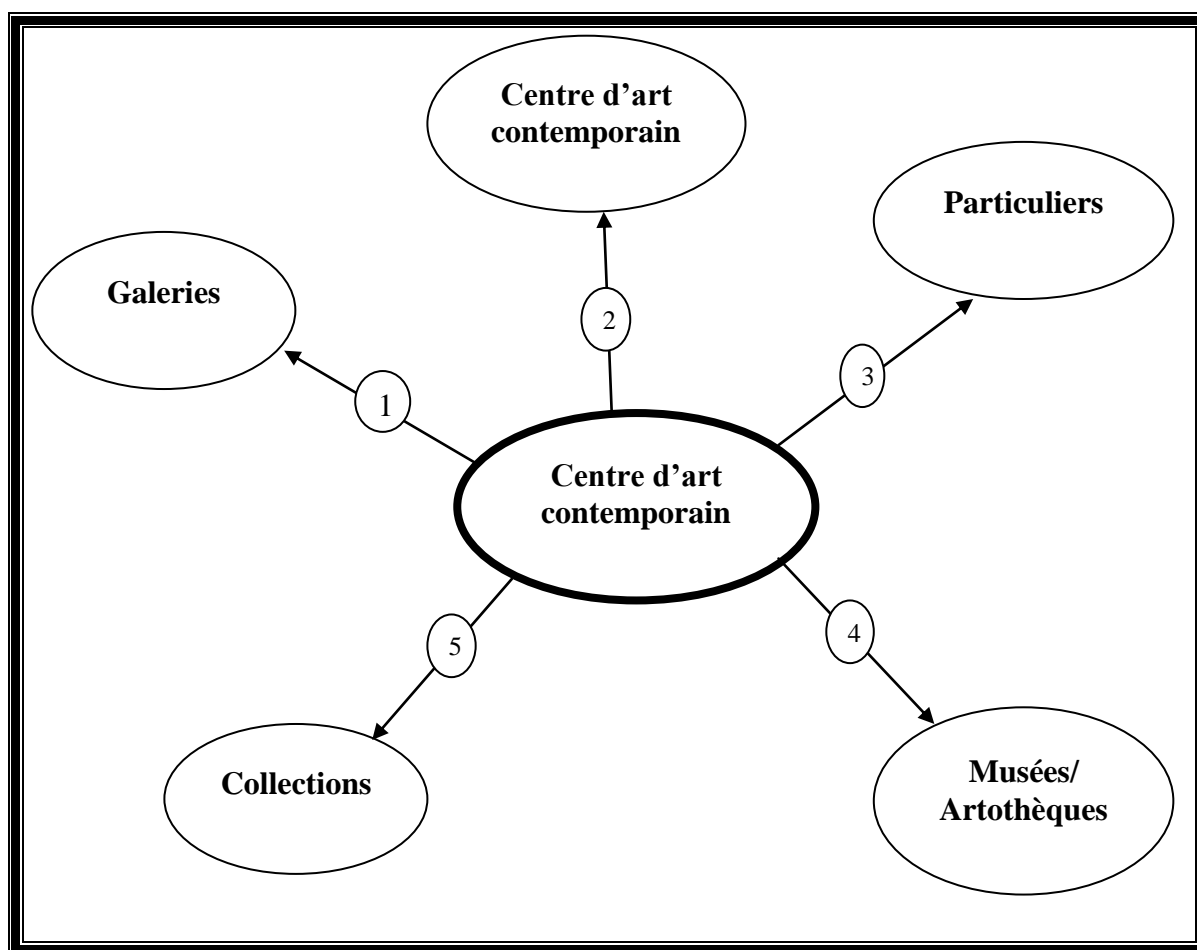 Centre d'art
contemporain
Particuliers
Galeries
2
3
1
Centre d'art
contemporain
5
4
Collections
Musées/
Artothèques